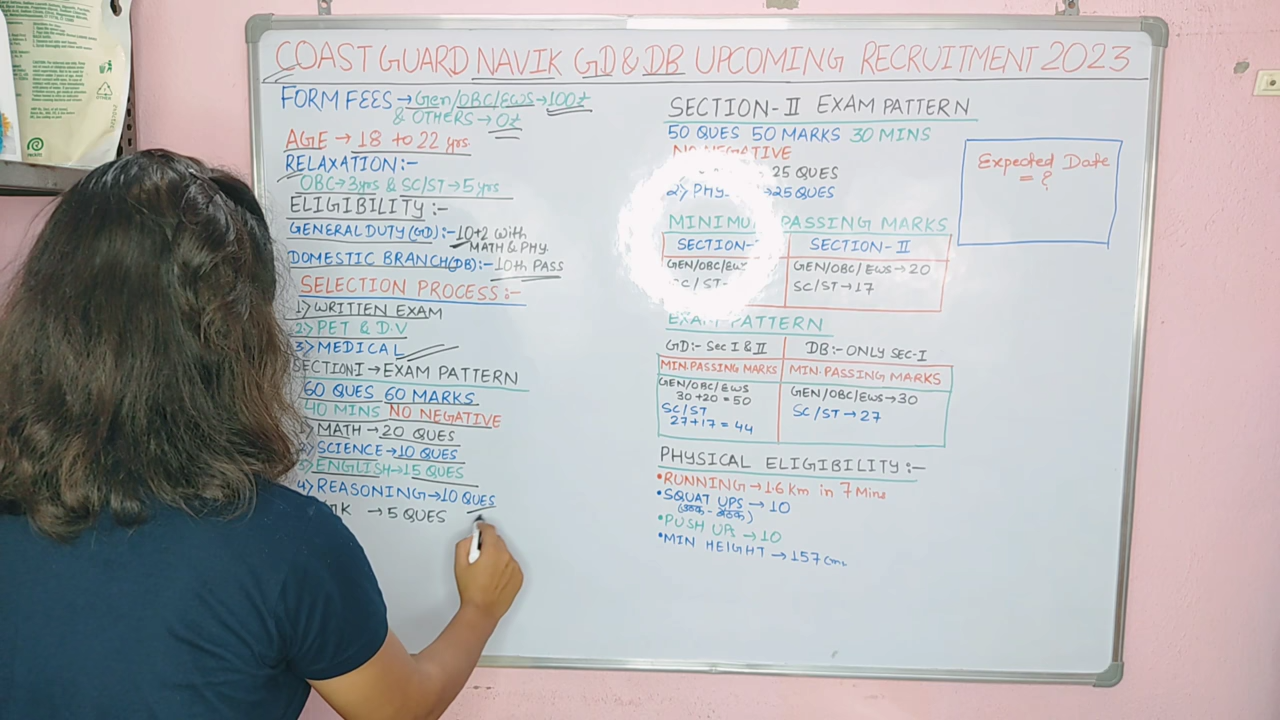 COAST GUARD NAVIK GD & DB UPCOMING RECRUITMENT 2023
FORM FEES → Gen/OBC/EWS → 100₹
& OTHERS → 0₹
AGE → 18 to 22 yrs
RELAXATION:-
OBC → 3yrs & SC/ST → 5 yrs
ELIGIBILITY :-
GENERAL DUTY (GD) :- 10+2 with
MATH & PHY.
DOMESTIC BRANCH (DB) :- 10th PASS
SELECTION PROCESS :-
1) WRITTEN EXAM
2) PET & D.V
3) MEDICAL
SECTION I → EXAM PATTERN
60 QUES 60 MARKS
40 MINS NO NEGATIVE
1) MATH → 20 QUES
2) SCIENCE → 10 QUES
3) ENGLISH → 15 QUES
4) REASONING → 10 QUES
GK → 5 QUES
SECTION - II EXAM PATTERN
50 QUES 50 MARKS 30 MINS
NO NEGATIVE
25 QUES
2) PHY → 25 QUES
MINIMUM PASSING MARKS
SECTION-I SECTION - II
GEN/OBC/EWS GEN/OBC/EWS → 20
SC/ST SC/ST → 17
EXAM PATTERN
GD :- Sec I & II DB :- ONLY SEC-I
MIN. PASSING MARKS MIN. PASSING MARKS
GEN/OBC/EWS GEN/OBC/EWS → 30
30+20 = 50
SC/ST SC/ST → 27
27+17 = 44
PHYSICAL ELIGIBILITY :-
•RUNNING → 1.6 Km in 7 Mins
•SQUAT UPS → 10
(उठक - बैठक)
•PUSH UPs → 10
•MIN HEIGHT → 157 cm.
Expected Date
= ?